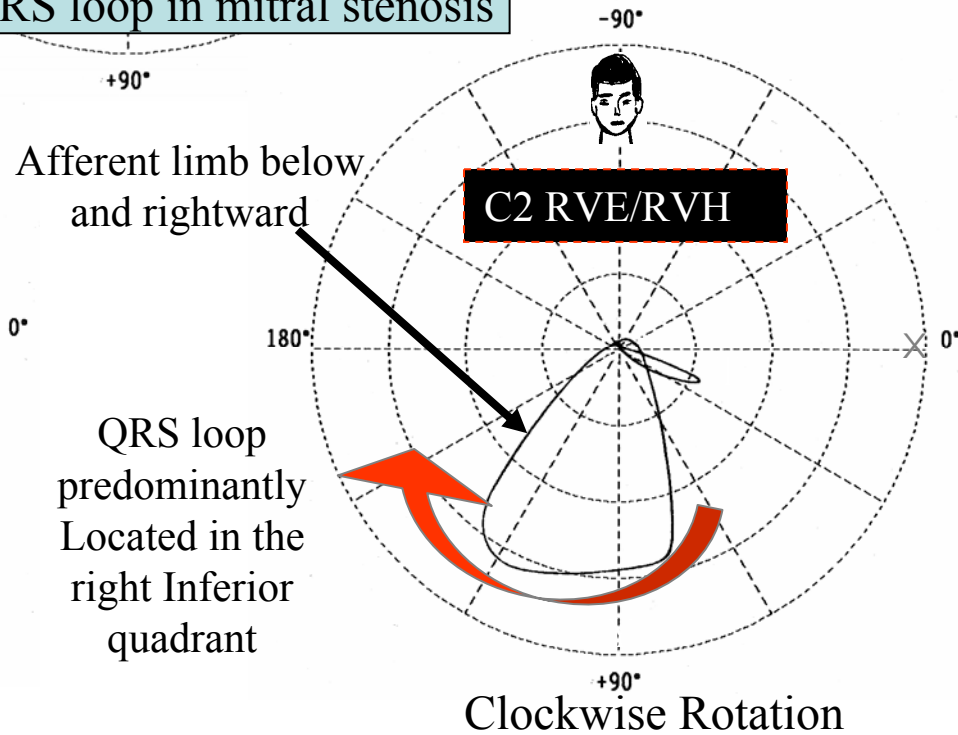 RS loop in mitral stenosis
-90°
+90°
Afferent limb below
and rightward
C2 RVE/RVH
0°
180°
0°
X
QRS loop
predominantly
Located in the
right Inferior
quadrant
+90°
Clockwise Rotation